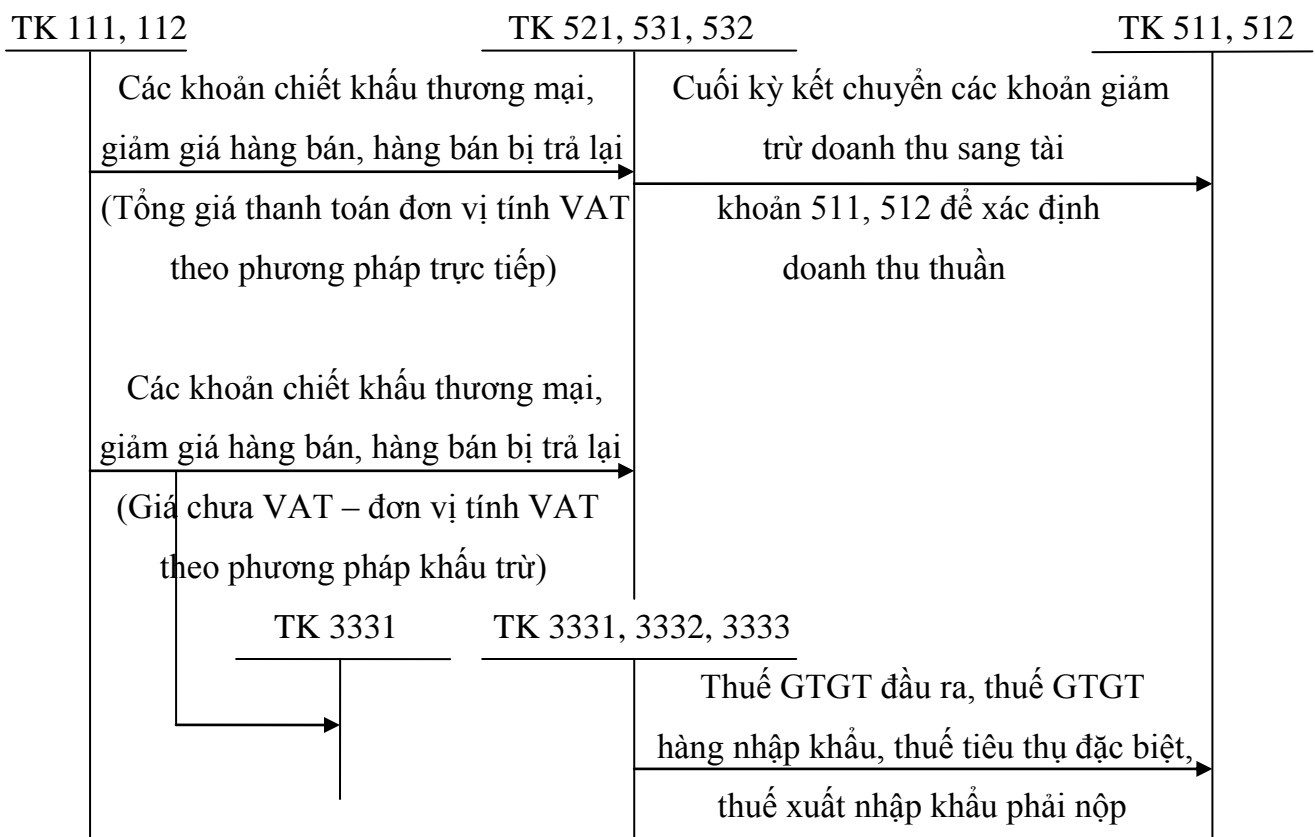 TK 111, 112
TK 521, 531, 532
TK 511, 512
Các khoản chiết khấu thương mại,
giảm giá hàng bán, hàng bán bị trả lại
(Tổng giá thanh toán đơn vị tính VAT
theo phương pháp trực tiếp)
Cuối kỳ kết chuyển các khoản giảm
trừ doanh thu sang tài
khoản 511, 512 để xác định
doanh thu thuần
Các khoản chiết khấu thương mại,
giảm giá hàng bán, hàng bán bị trả lại
(Giá chưa VAT – đơn vị tính VAT
theo phương pháp khấu trừ)
TK 3331
TK 3331, 3332, 3333
Thuế GTGT đầu ra, thuế GTGT
hàng nhập khẩu, thuế tiêu thụ đặc biệt,
thuế xuất nhập khẩu phải nộp